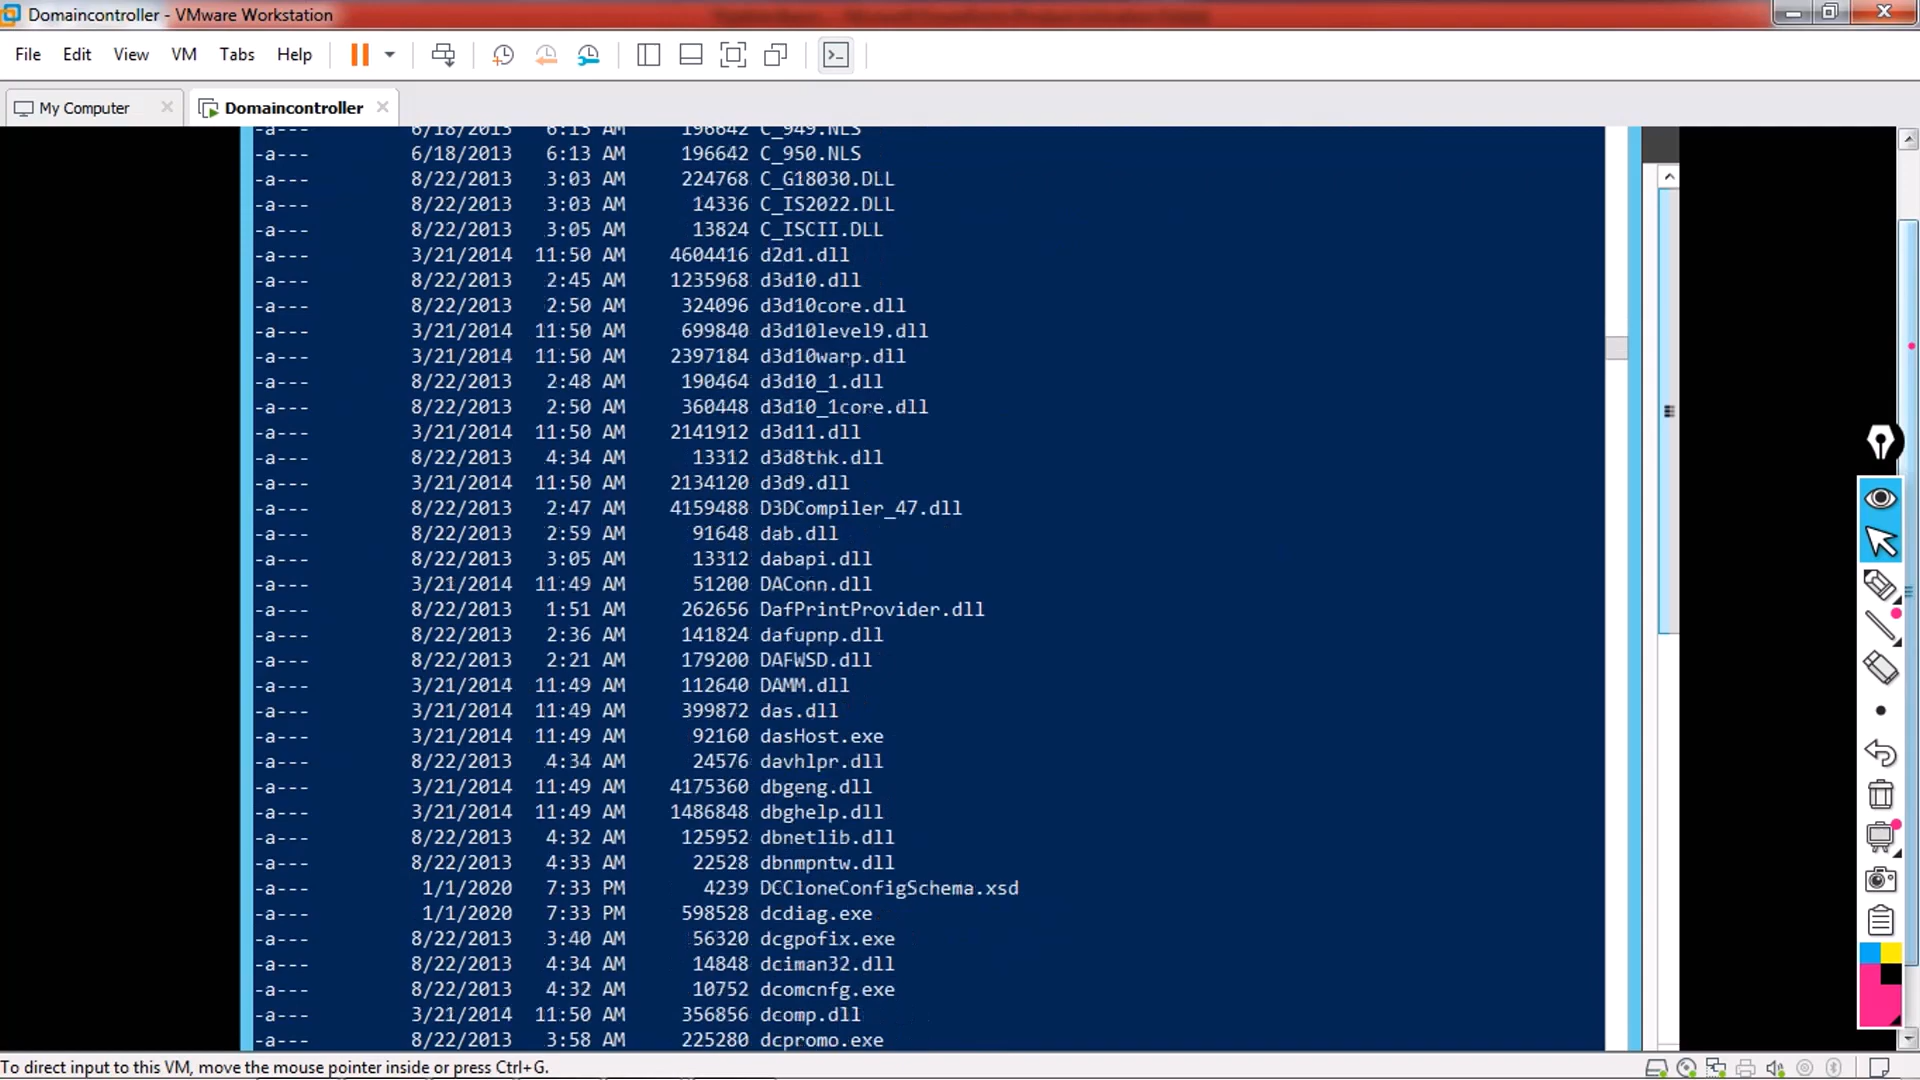 Domaincontroller - VMware Workstation
File Edit View VM Tabs Help
My Computer Domaincontroller
-a--- 6/18/2013 6:13 AM 196642 C_949.NLS
-a--- 6/18/2013 6:13 AM 196642 C_950.NLS
-a--- 8/22/2013 3:03 AM 224768 C_G18030.DLL
-a--- 8/22/2013 3:03 AM 14336 C_IS2022.DLL
-a--- 8/22/2013 3:05 AM 13824 C_ISCII.DLL
-a--- 3/21/2014 11:50 AM 4604416 d2d1.dll
-a--- 8/22/2013 2:45 AM 1235968 d3d10.dll
-a--- 8/22/2013 2:50 AM 324096 d3d10core.dll
-a--- 3/21/2014 11:50 AM 699840 d3d10level9.dll
-a--- 3/21/2014 11:50 AM 2397184 d3d10warp.dll
-a--- 8/22/2013 2:48 AM 190464 d3d10_1.dll
-a--- 8/22/2013 2:50 AM 360448 d3d10_1core.dll
-a--- 3/21/2014 11:50 AM 2141912 d3d11.dll
-a--- 8/22/2013 4:34 AM 13312 d3d8thk.dll
-a--- 3/21/2014 11:50 AM 2134120 d3d9.dll
-a--- 8/22/2013 2:47 AM 4159488 D3DCompiler_47.dll
-a--- 8/22/2013 2:59 AM 91648 dab.dll
-a--- 8/22/2013 3:05 AM 13312 dabapi.dll
-a--- 3/21/2014 11:49 AM 51200 DAConn.dll
-a--- 8/22/2013 1:51 AM 262656 DafPrintProvider.dll
-a--- 8/22/2013 2:36 AM 141824 dafupnp.dll
-a--- 8/22/2013 2:21 AM 179200 DAFWSD.dll
-a--- 3/21/2014 11:49 AM 112640 DAMM.dll
-a--- 3/21/2014 11:49 AM 399872 das.dll
-a--- 3/21/2014 11:49 AM 92160 dasHost.exe
-a--- 8/22/2013 4:34 AM 24576 davhlpr.dll
-a--- 3/21/2014 11:49 AM 4175360 dbgeng.dll
-a--- 3/21/2014 11:49 AM 1486848 dbghelp.dll
-a--- 8/22/2013 4:32 AM 125952 dbnetlib.dll
-a--- 8/22/2013 4:33 AM 22528 dbnmpntw.dll
-a--- 1/1/2020 7:33 PM 4239 DCCloneConfigSchema.xsd
-a--- 1/1/2020 7:33 PM 598528 dcdiag.exe
-a--- 8/22/2013 3:40 AM 56320 dcgpofix.exe
-a--- 8/22/2013 4:34 AM 14848 dciman32.dll
-a--- 8/22/2013 4:32 AM 10752 dcomcnfg.exe
-a--- 3/21/2014 11:50 AM 356856 dcomp.dll
-a--- 8/22/2013 3:58 AM 225280 dcpromo.exe
To direct input to this VM, move the mouse pointer inside or press Ctrl+G.